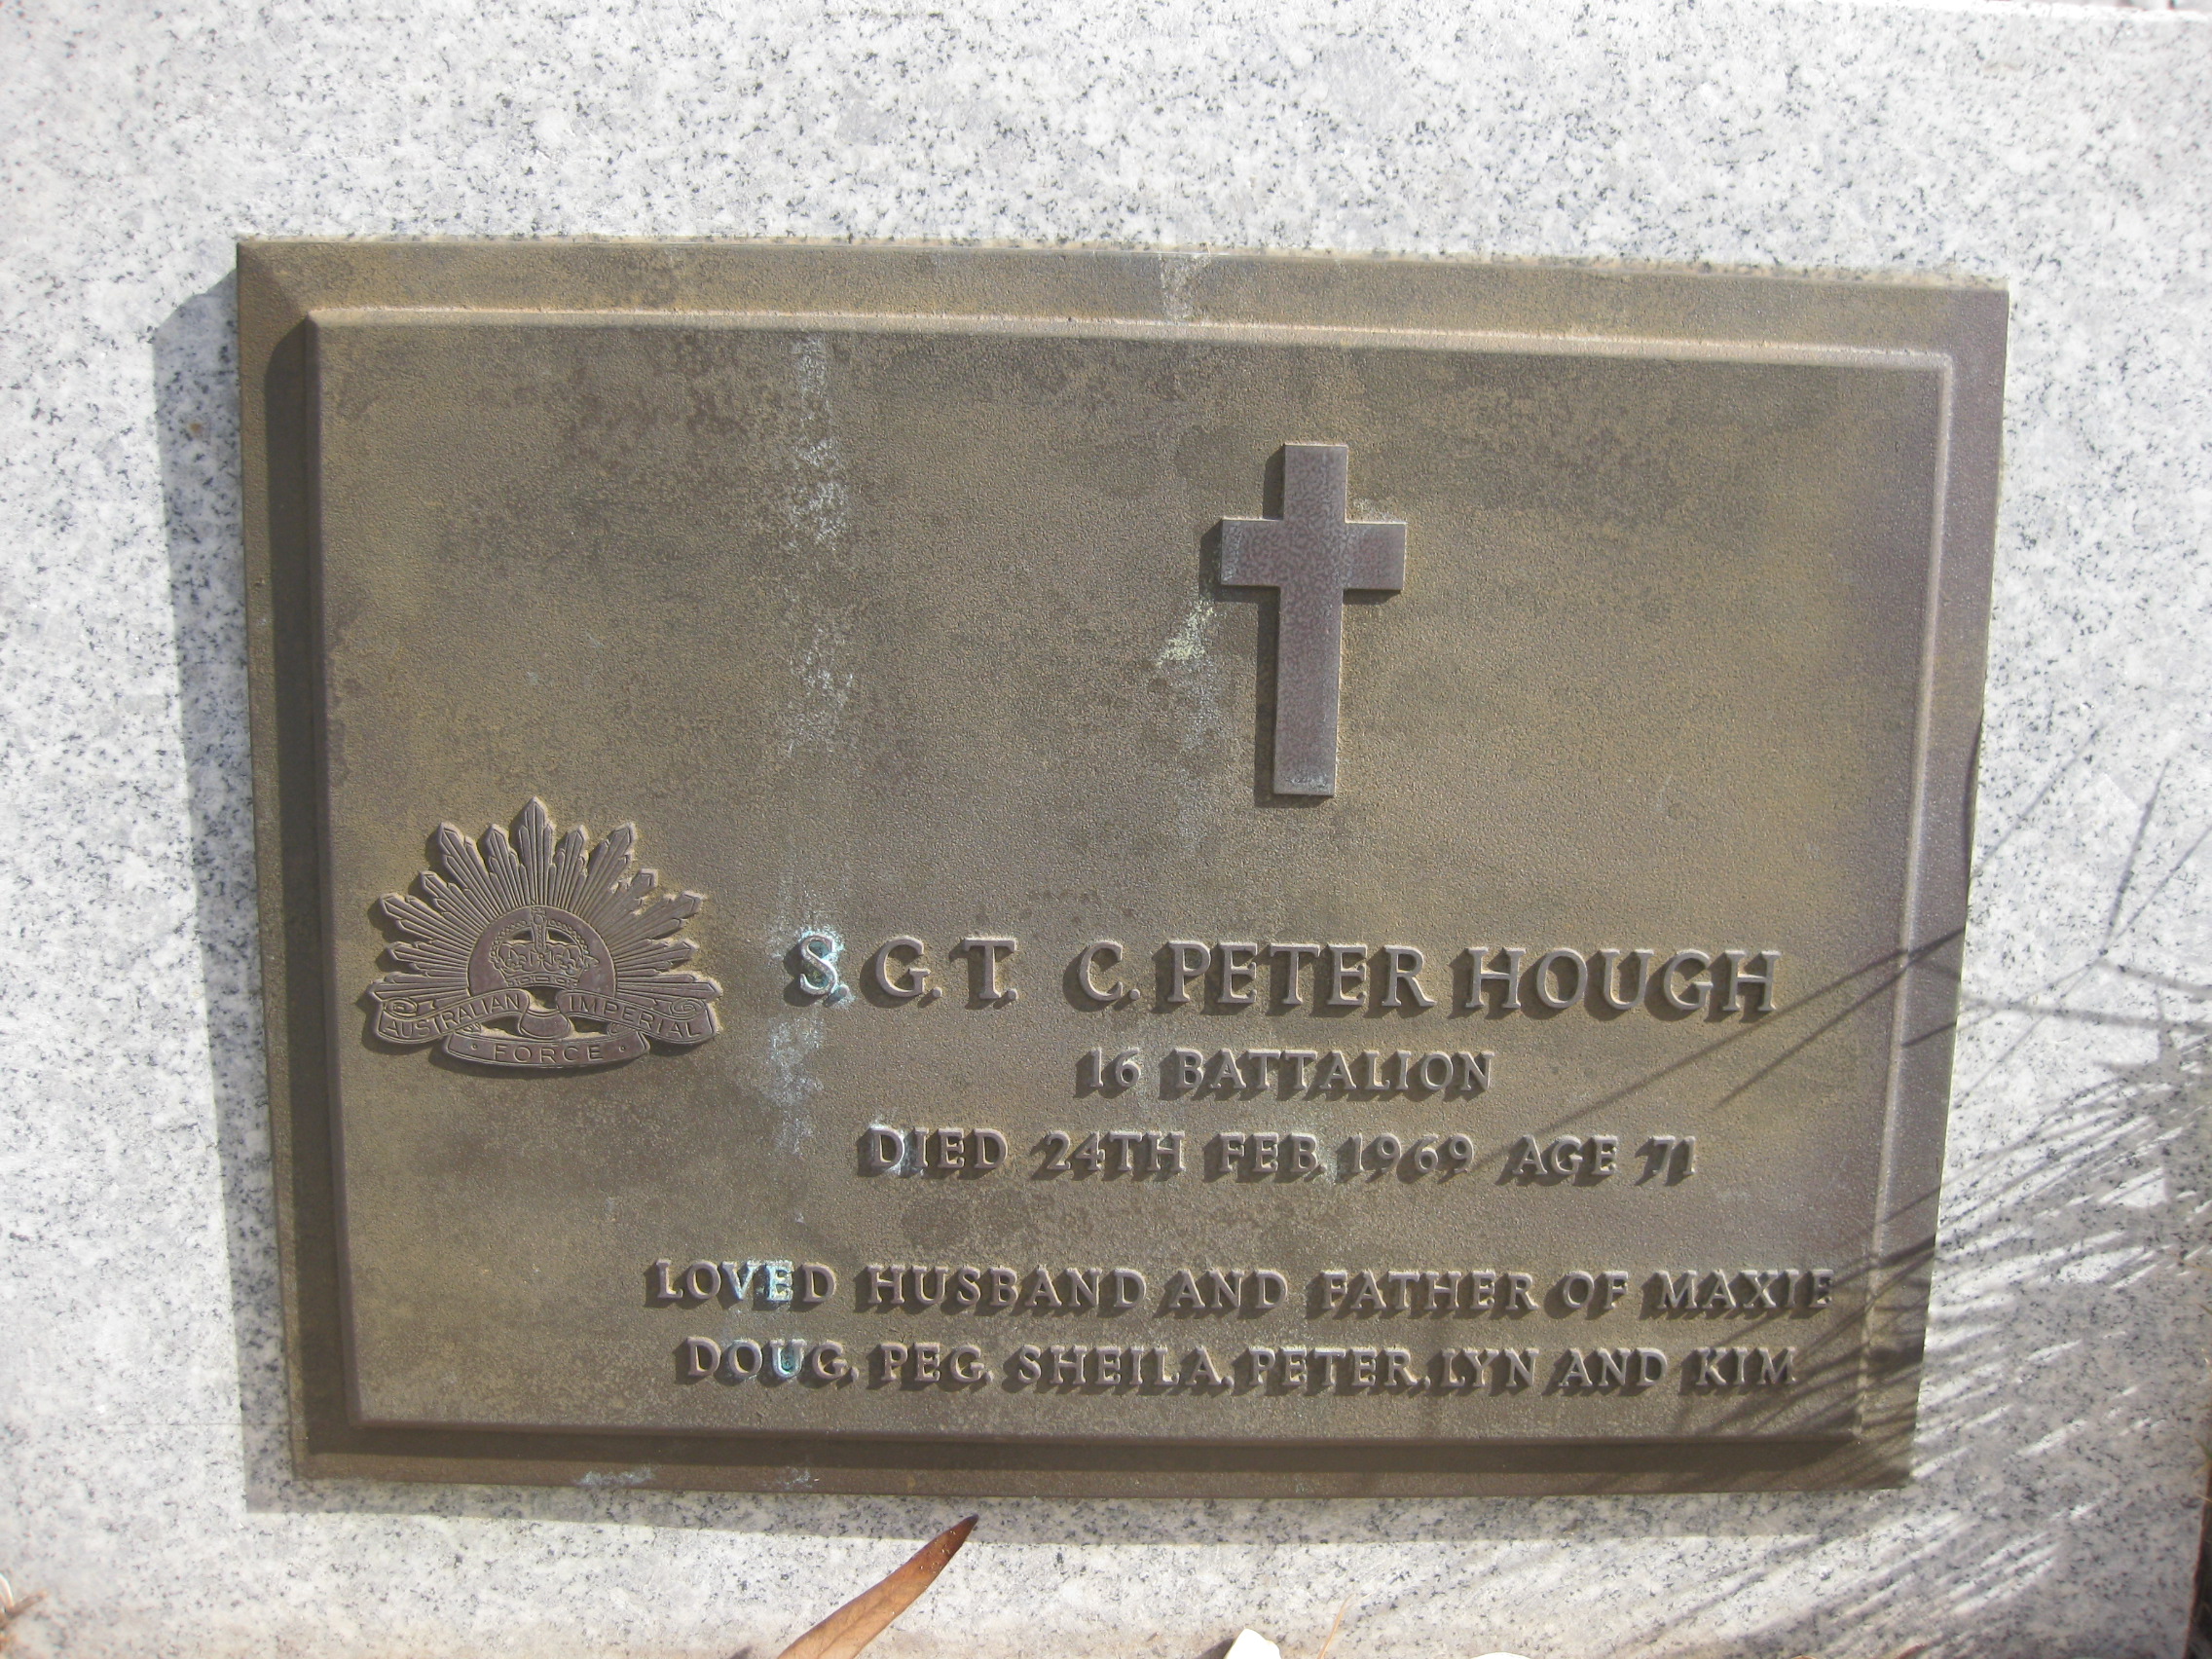 AUSTRALIAN IMPERIAL
FORCE
S.G.T. C. PETER HOUGH
16 BATTALION
DIED 24TH FEB. 1969 AGE 71
LOVED HUSBAND AND FATHER OF MAXIE
DOUG, PEG, SHEILA, PETER, LYN AND KIM